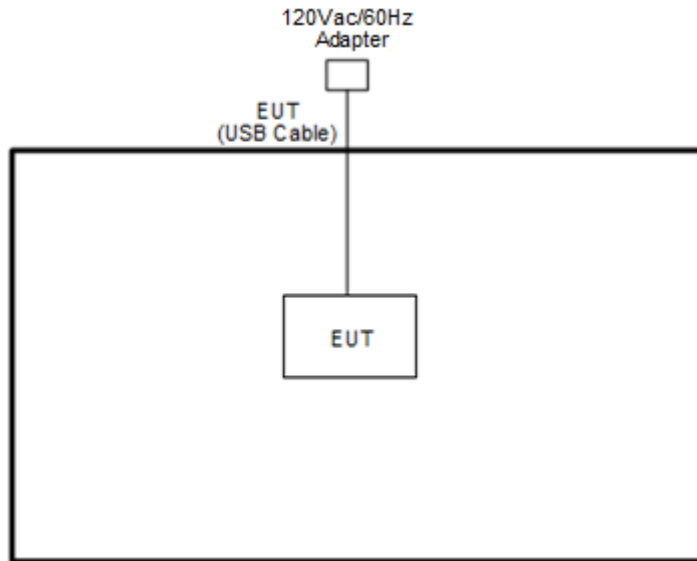 120Vac/60Hz
Adapter
EUT
(USB Cable)
EUT